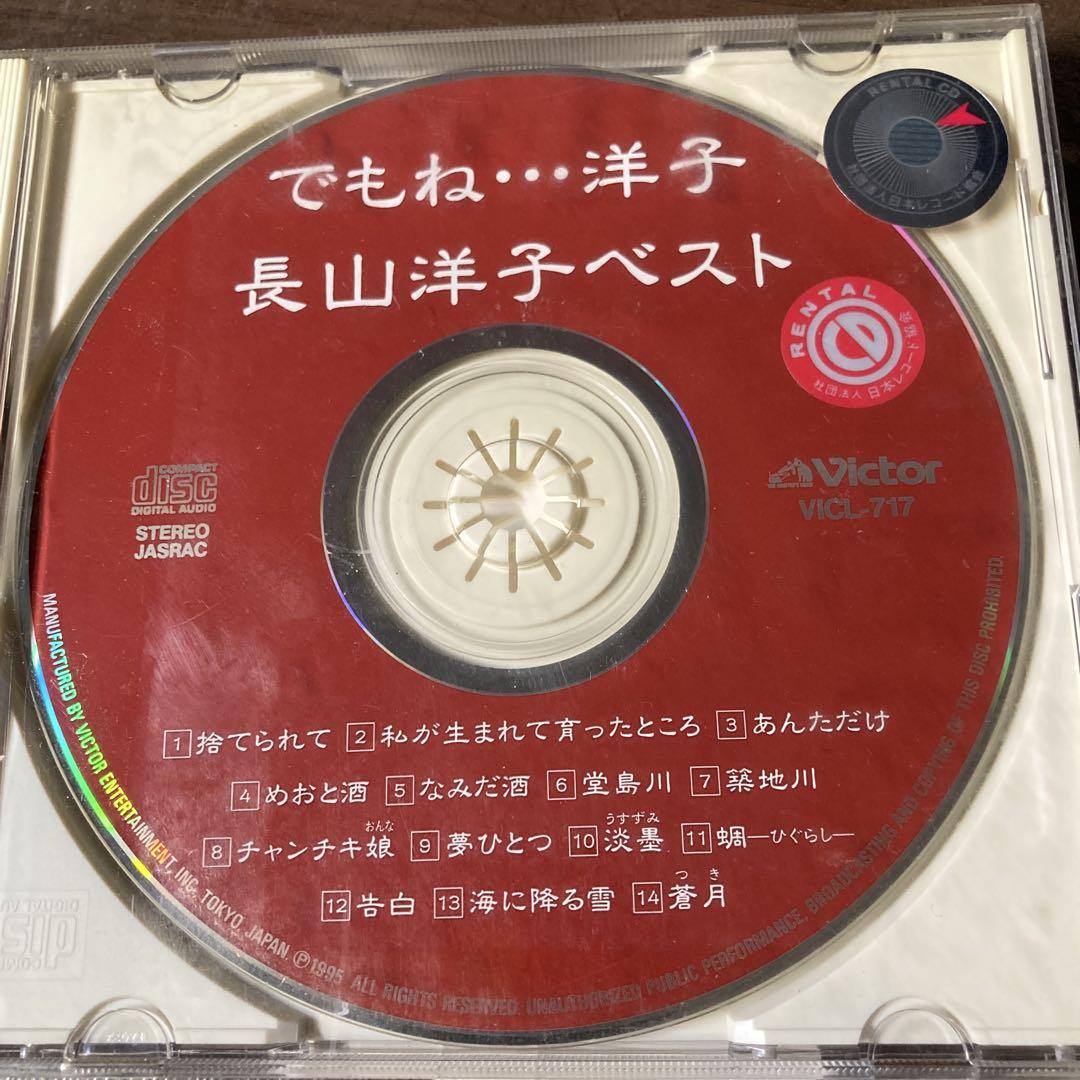 でもね…洋子
長山洋子ベスト
RENTAL CD
RENTAL
CD
社団法人 日本レコード協会
COMPACT
disc
DIGITAL AUDIO
STEREO
JASRAC
Victor
VICL-717
1 捨てられて 2 私が生まれて育ったところ 3 あんただけ
4 めおと酒 5 なみだ酒 6 堂島川 7 築地川
8 チャンチキ娘 9 夢ひとつ 10 淡墨 11 蜩—ひぐらし—
おんな
うすずみ
12 告白 13 海に降る雪 14 蒼月
つき
MANUFACTURED BY VICTOR ENTERTAINMENT, INC. TOKYO, JAPAN. Ⓟ1995 ALL RIGHTS RESERVED. UNAUTHORIZED PUBLIC PERFORMANCE, BROADCASTING AND COPYING OF THIS DISC PROHIBITED.